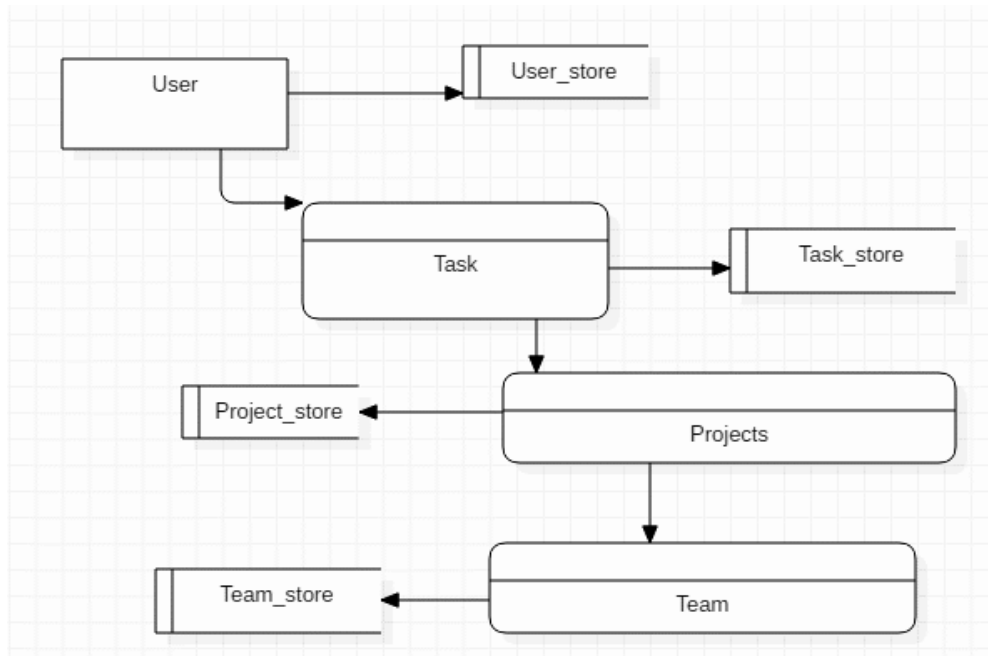 User
User_store
Task
Task_store
Project_store
Projects
Team_store
Team